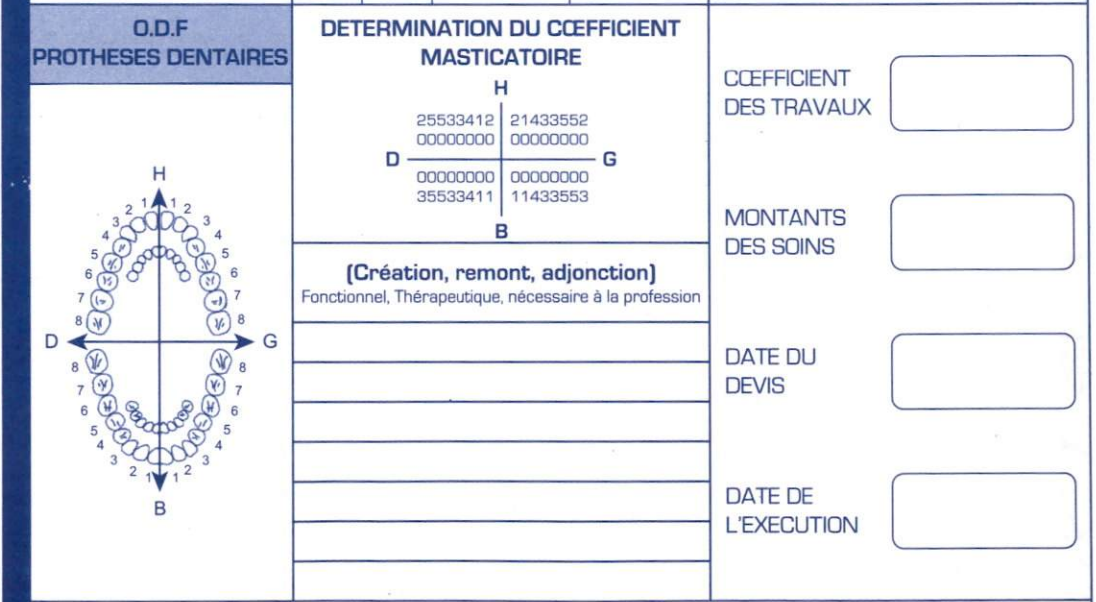 O.D.F
PROTHESES DENTAIRES
H
1 1
2 2
3 3
4 4
5 5
6 6
7 7
8 8
D G
8 8
7 7
6 6
5 5
4 4
3 3
2 1 1 2
B
DETERMINATION DU CŒFFICIENT
MASTICATOIRE
H
25533412 21433552
00000000 00000000
D G
00000000 00000000
35533411 11433553
B
(Création, remont, adjonction)
Fonctionnel, Thérapeutique, nécessaire à la profession
CŒFFICIENT
DES TRAVAUX
MONTANTS
DES SOINS
DATE DU
DEVIS
DATE DE
L'EXECUTION